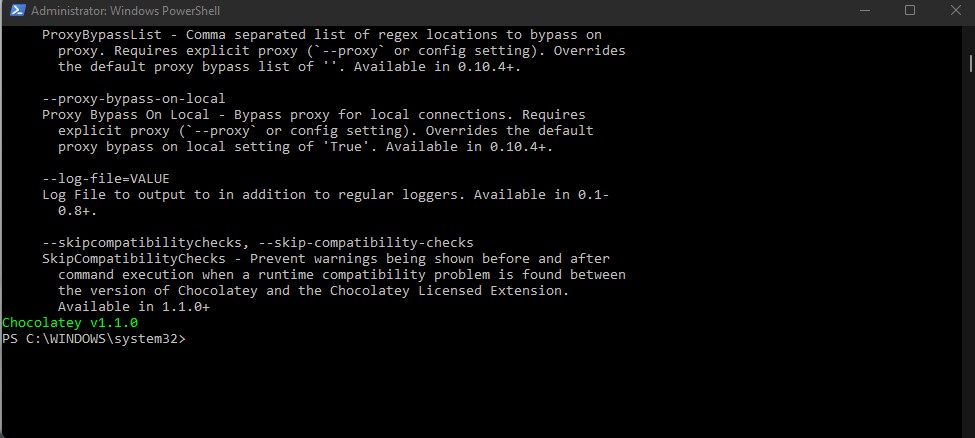 Administrator: Windows PowerShell
ProxyBypassList - Comma separated list of regex locations to bypass on
proxy. Requires explicit proxy (`--proxy` or config setting). Overrides
the default proxy bypass list of ''. Available in 0.10.4+.
--proxy-bypass-on-local
Proxy Bypass On Local - Bypass proxy for local connections. Requires
explicit proxy (`--proxy` or config setting). Overrides the default
proxy bypass on local setting of 'True'. Available in 0.10.4+.
--log-file=VALUE
Log File to output to in addition to regular loggers. Available in 0.1-
0.8+.
--skipcompatibilitychecks, --skip-compatibility-checks
SkipCompatibilityChecks - Prevent warnings being shown before and after
command execution when a runtime compatibility problem is found between
the version of Chocolatey and the Chocolatey Licensed Extension.
Available in 1.1.0+
Chocolatey v1.1.0
PS C:\WINDOWS\system32>